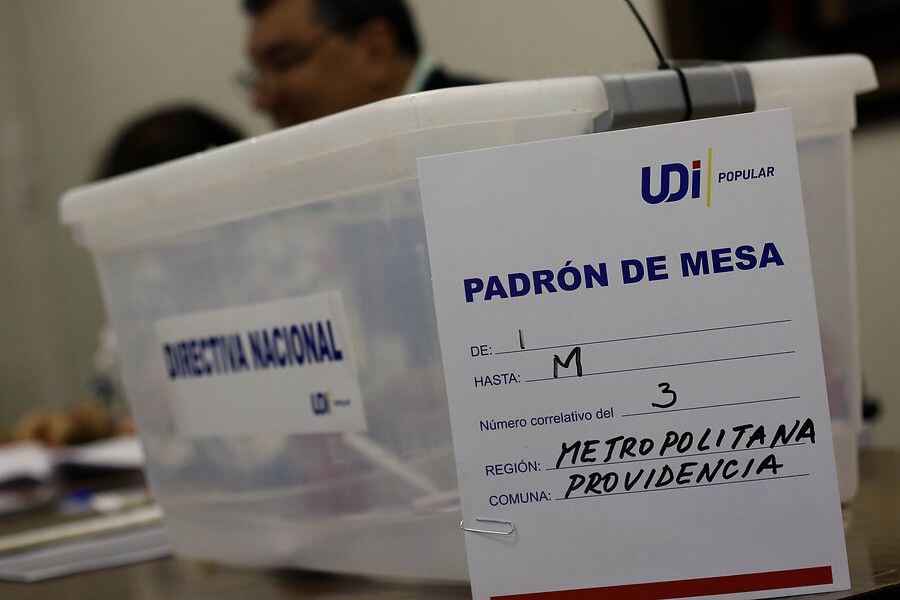 UDi POPULAR
PADRÓN DE MESA
DE: I
HASTA: M
Número correlativo del 3
REGIÓN: METROPOLITANA
COMUNA: PROVIDENCIA
DIRECTIVA NACIONAL
UDi